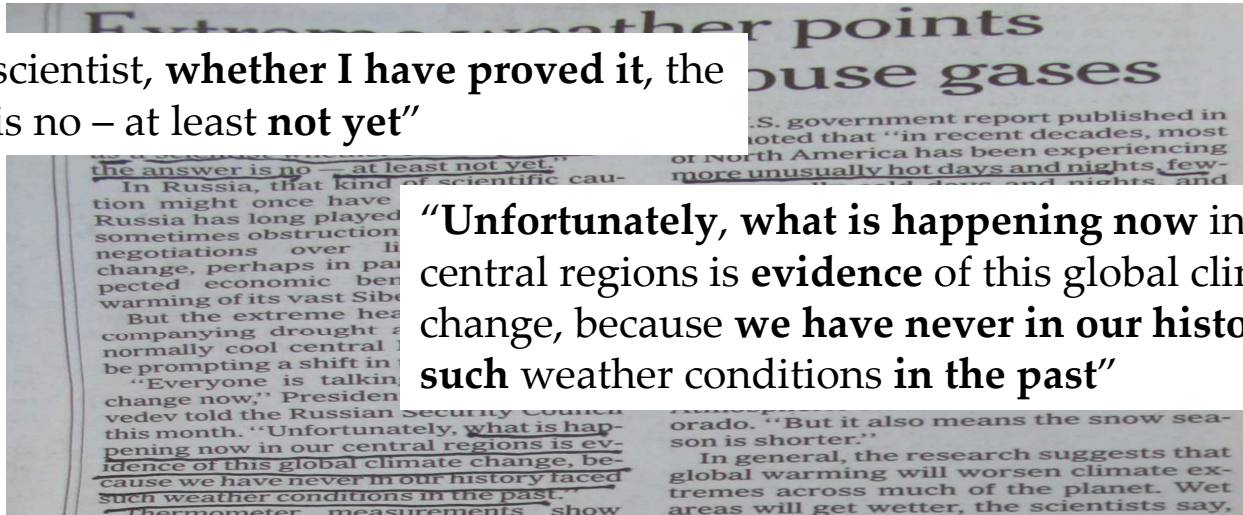 Extreme weather points
ouse gases
scientist, whether I have proved it, the
is no – at least not yet”
the answer is no — at least not yet.”
In Russia, that kind of scientific cau-
tion might once have
Russia has long played
sometimes obstruction
negotiations over li
change, perhaps in par
pected economic ben
warming of its vast Sibe
But the extreme hea
companying drought a
normally cool central
be prompting a shift in
“Everyone is talkin
change now,” Presiden
vedev told the Russian Security Council
this month. “Unfortunately, what is hap-
pening now in our central regions is ev-
idence of this global climate change, be-
cause we have never in our history faced
such weather conditions in the past.”
Thermometer measurements show
.S. government report published in
noted that “in recent decades, most
of North America has been experiencing
more unusually hot days and nights, few-
cold days and nights, and
“Unfortunately, what is happening now in
central regions is evidence of this global clim
change, because we have never in our histo
such weather conditions in the past”
orado. “But it also means the snow sea-
son is shorter.”
In general, the research suggests that
global warming will worsen climate ex-
tremes across much of the planet. Wet
areas will get wetter, the scientists say,